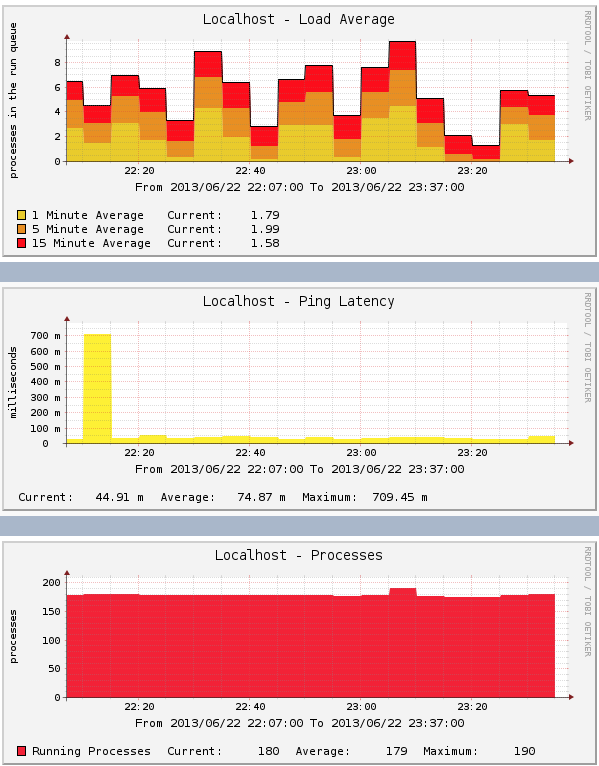 Localhost - Load Average
RRDTOOL / TOBI OETIKER
processes in the run queue
8
6
4
2
0
22:20 22:40 23:00 23:20
From 2013/06/22 22:07:00 To 2013/06/22 23:37:00
1 Minute Average Current: 1.79
5 Minute Average Current: 1.99
15 Minute Average Current: 1.58
Localhost - Ping Latency
RRDTOOL / TOBI OETIKER
milliseconds
700 m
600 m
500 m
400 m
300 m
200 m
100 m
0
22:20 22:40 23:00 23:20
From 2013/06/22 22:07:00 To 2013/06/22 23:37:00
Current: 44.91 m Average: 74.87 m Maximum: 709.45 m
Localhost - Processes
RRDTOOL / TOBI OETIKER
processes
200
150
100
50
0
22:20 22:40 23:00 23:20
From 2013/06/22 22:07:00 To 2013/06/22 23:37:00
Running Processes Current: 180 Average: 179 Maximum: 190